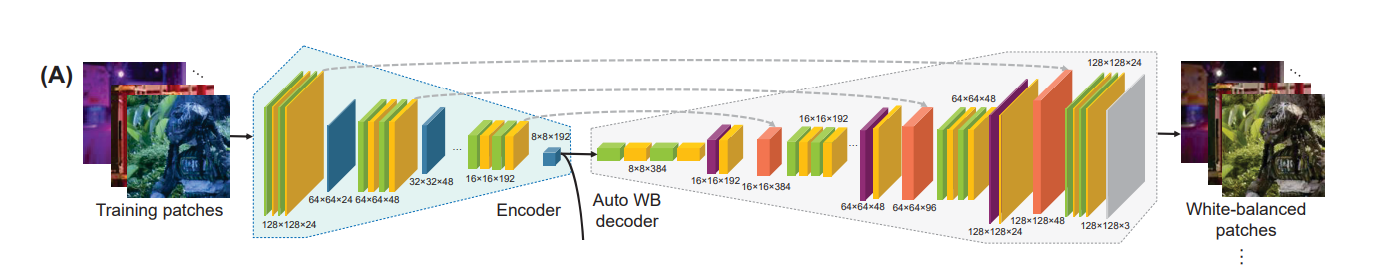 (A)
Training patches
128×128×24
64×64×24
64×64×48
32×32×48
...
16×16×192
8×8×192
Encoder
Auto WB
decoder
8×8×384
16×16×192
16×16×384
16×16×192
...
64×64×48
64×64×96
64×64×48
128×128×24
128×128×48
128×128×24
128×128×3
White-balanced
patches